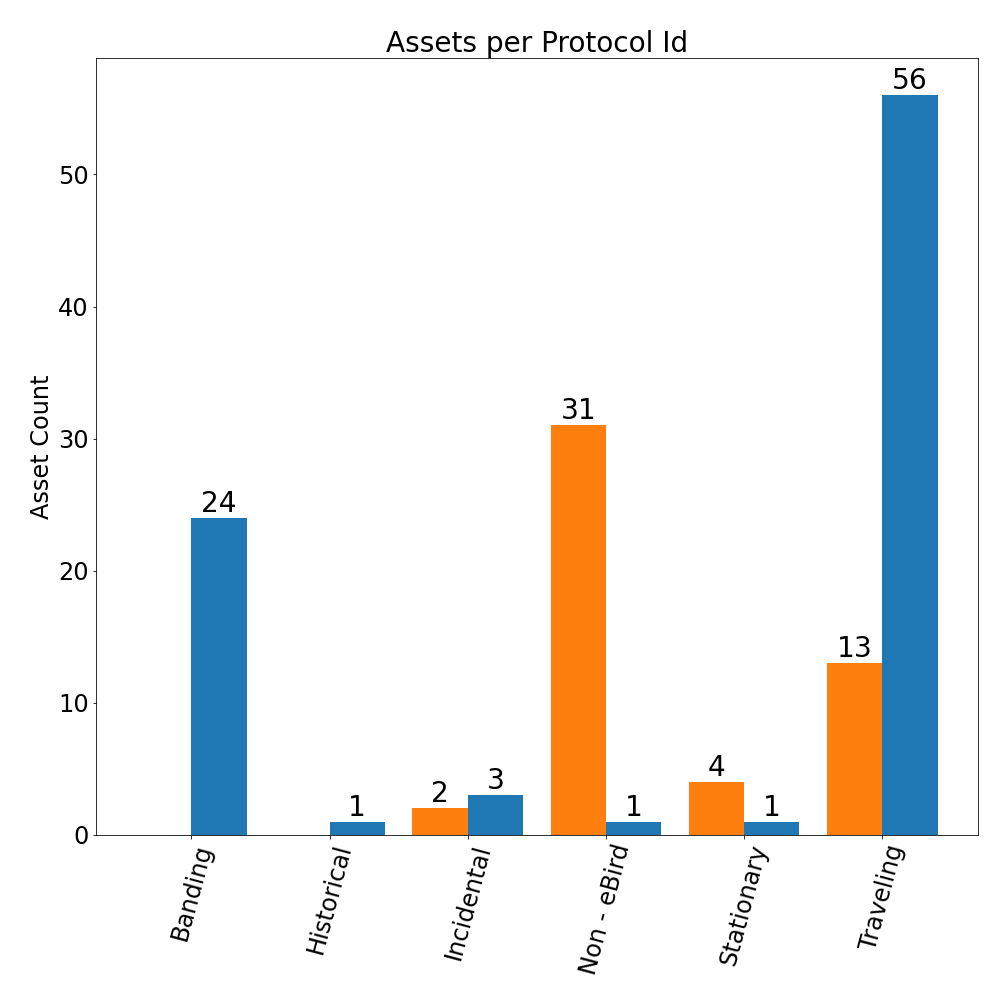 Assets per Protocol Id
Asset Count
50
40
30
20
10
0
24
1
2
3
31
1
4
1
13
56
Banding
Historical
Incidental
Non - eBird
Stationary
Traveling